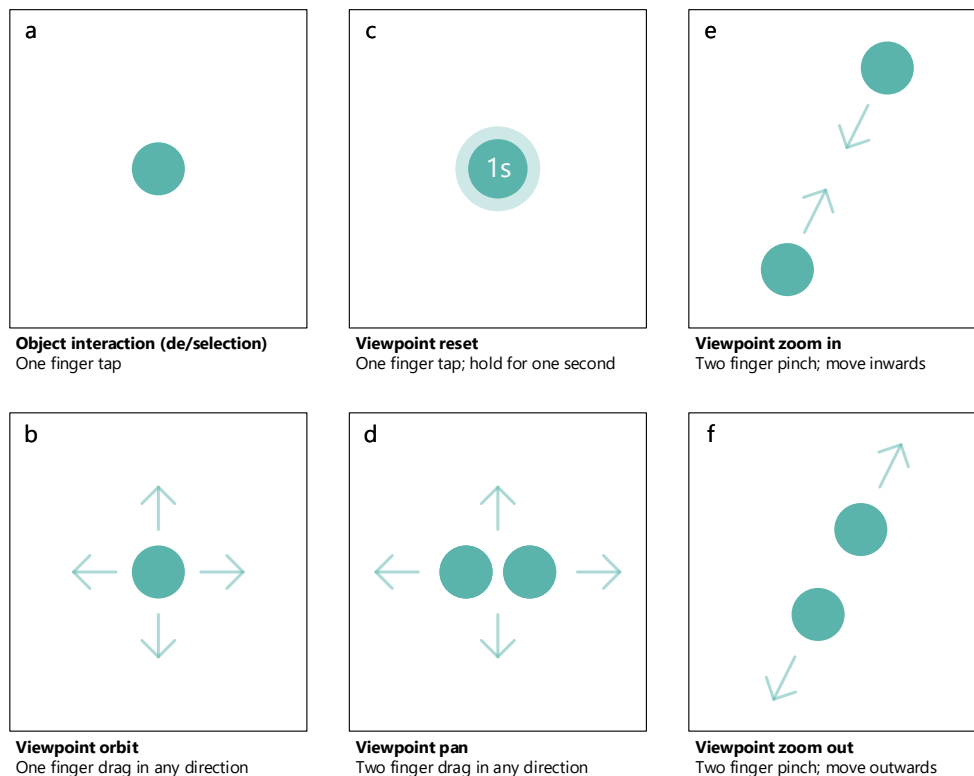 a
Object interaction (de/selection)
One finger tap
c
1s
Viewpoint reset
One finger tap; hold for one second
e
Viewpoint zoom in
Two finger pinch; move inwards
b
Viewpoint orbit
One finger drag in any direction
d
Viewpoint pan
Two finger drag in any direction
f
Viewpoint zoom out
Two finger pinch; move outwards